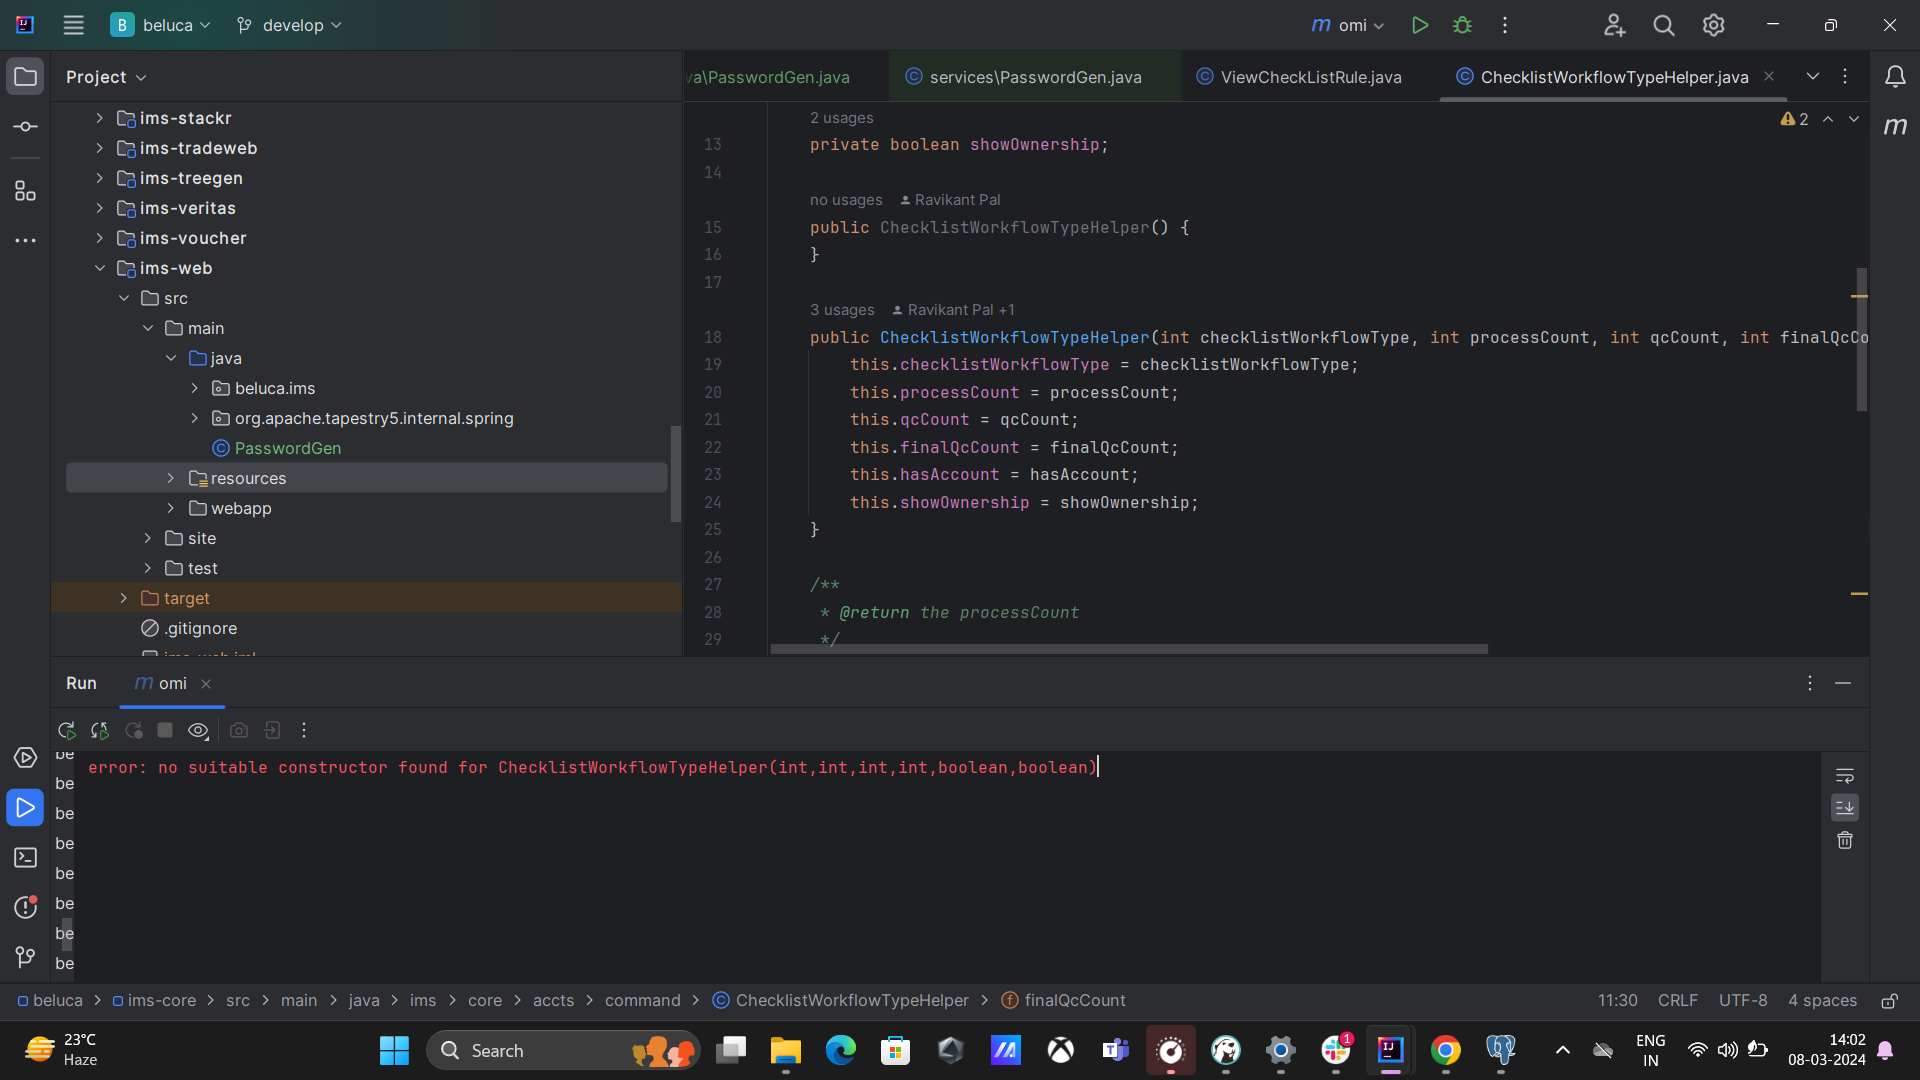 B beluca develop m omi
Project
ims-stackr
ims-tradeweb
ims-treegen
ims-veritas
ims-voucher
ims-web
src
main
java
beluca.ims
org.apache.tapestry5.internal.spring
PasswordGen
resources
webapp
site
test
target
.gitignore
va\PasswordGen.java services\PasswordGen.java ViewCheckListRule.java ChecklistWorkflowTypeHelper.java
2 usages
2
13 private boolean showOwnership;
14
no usages Ravikant Pal
15 public ChecklistWorkflowTypeHelper() {
16 }
17
3 usages Ravikant Pal +1
18 public ChecklistWorkflowTypeHelper(int checklistWorkflowType, int processCount, int qcCount, int finalQcCo
19 this.checklistWorkflowType = checklistWorkflowType;
20 this.processCount = processCount;
21 this.qcCount = qcCount;
22 this.finalQcCount = finalQcCount;
23 this.hasAccount = hasAccount;
24 this.showOwnership = showOwnership;
25 }
26
27 /**
28 * @return the processCount
29 */
m
Run m omi
be
error: no suitable constructor found for ChecklistWorkflowTypeHelper(int,int,int,int,boolean,boolean)
be
be
be
be
be
be
be
beluca > ims-core > src > main > java > ims > core > accts > command > ChecklistWorkflowTypeHelper > finalQcCount
11:30 CRLF UTF-8 4 spaces
23°C
Haze
Search
1
ENG
IN
14:02
08-03-2024